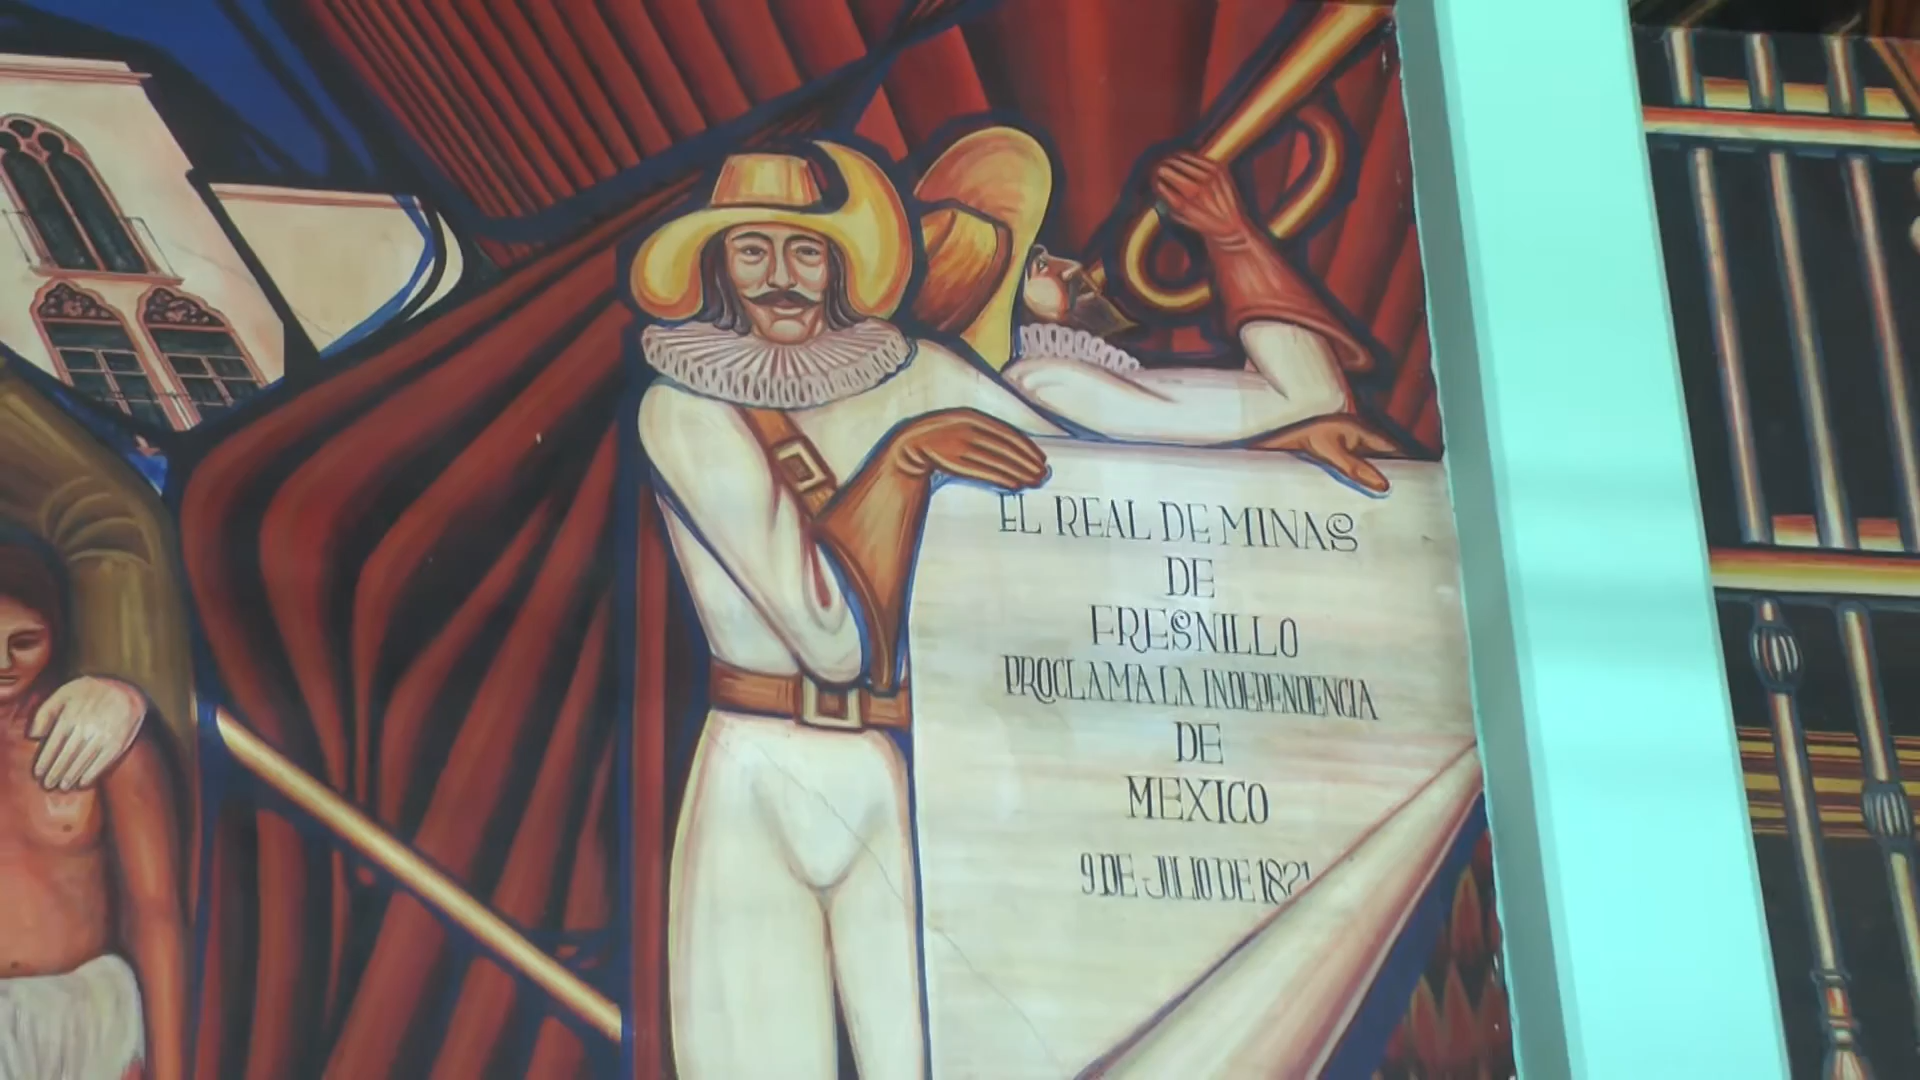 EL REAL DE MINAS
DE
FRESNILLO
PROCLAMA LA INDEPENDENCIA
DE
MEXICO
9 DE JULIO DE 1821